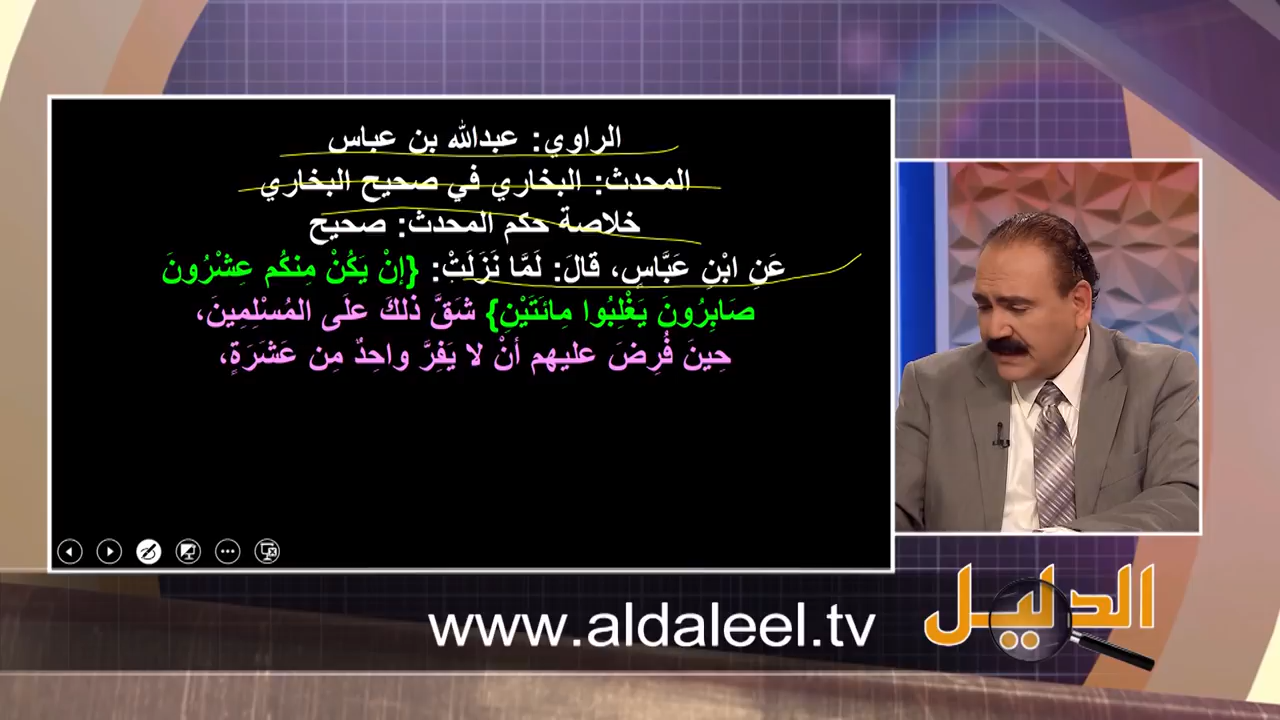 الراوي: عبدالله بن عباس
المحدث: البخاري في صحيح البخاري
خلاصة حكم المحدث: صحيح
عَنِ ابْنِ عَبَّاسٍ، قالَ: لَمَّا نَزَلَتْ: {إنْ يَكُنْ مِنكُم عِشْرُونَ
صَابِرُونَ يَغْلِبُوا مِائَتَيْنِ} شَقَّ ذلكَ علَى المُسْلِمِينَ،
حِينَ فُرِضَ عليهم أنْ لا يَفِرَّ واحِدٌ مِن عَشَرَةٍ،
الدليل
www.aldaleel.tv